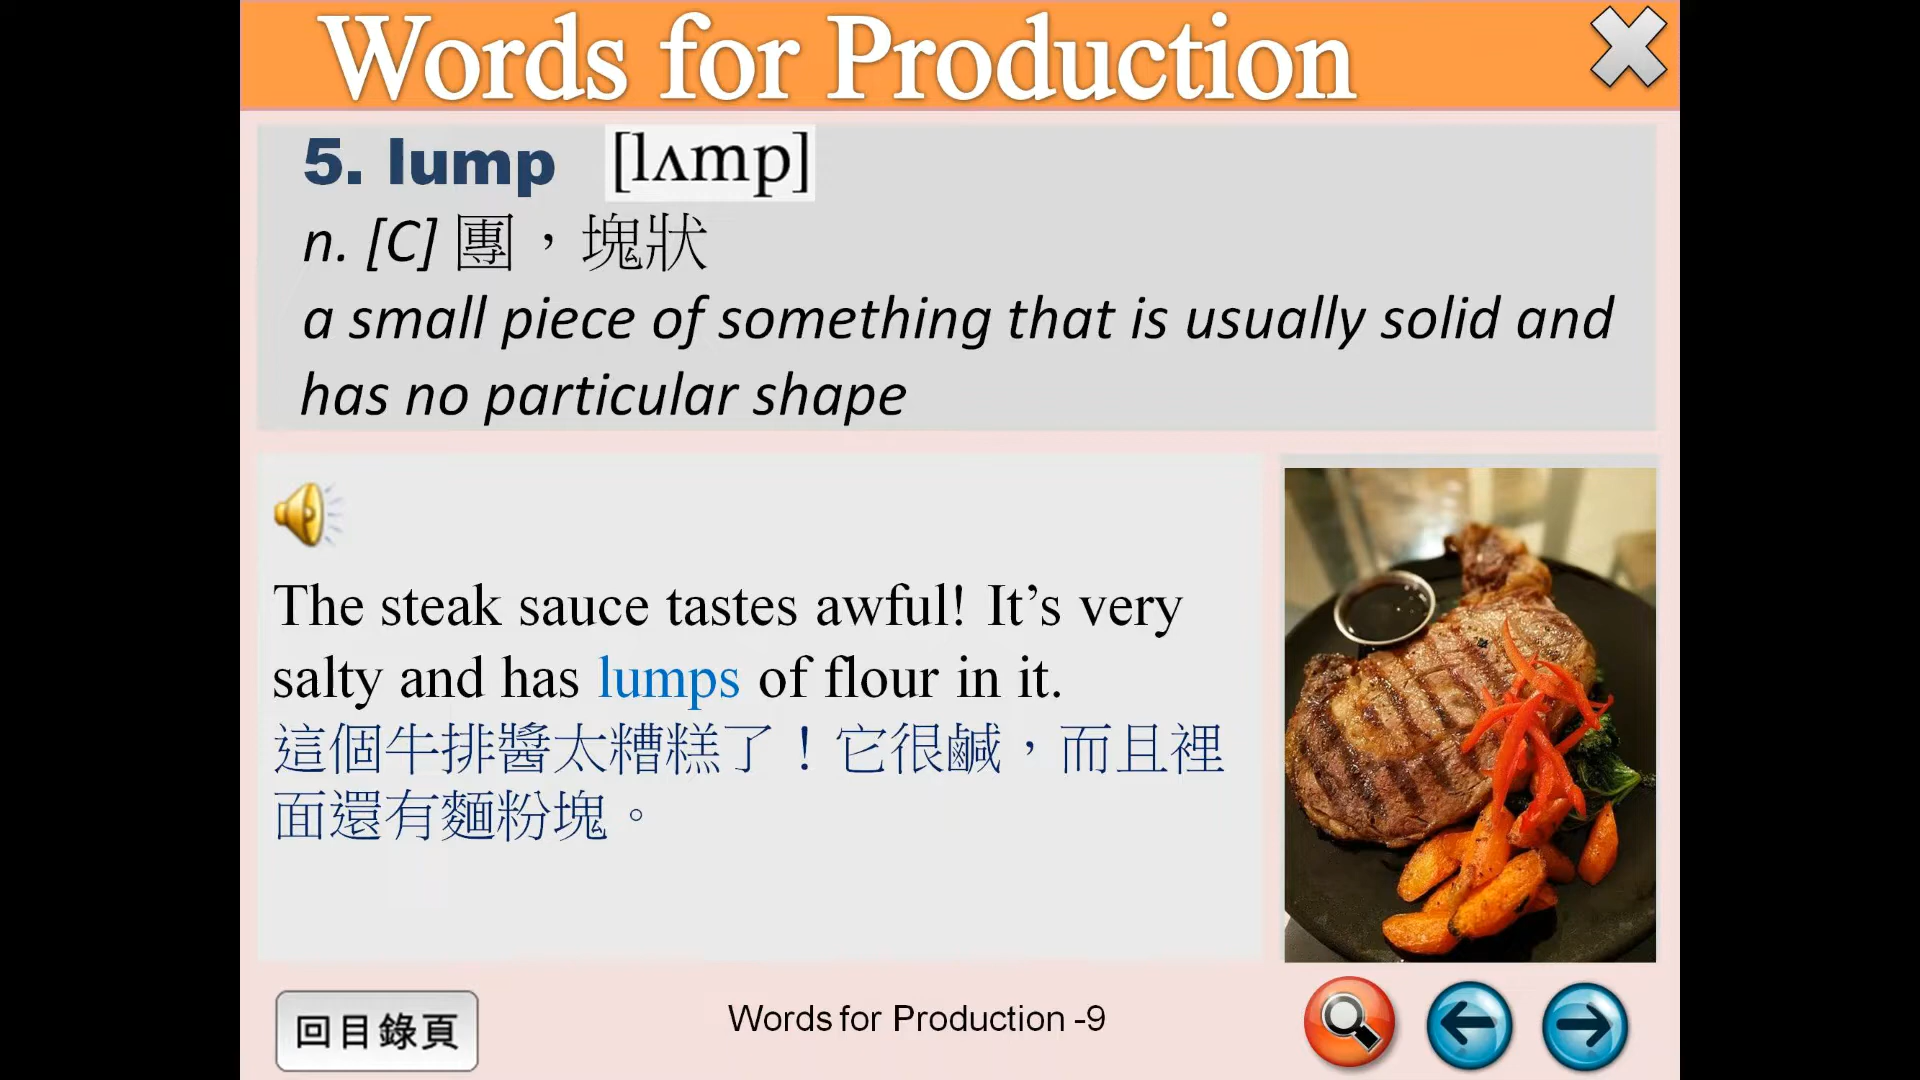 Words for Production
5. lump [lʌmp]
n. [C] 團，塊狀
a small piece of something that is usually solid and
has no particular shape
The steak sauce tastes awful! It’s very
salty and has lumps of flour in it.
這個牛排醬太糟糕了！它很鹹，而且裡
面還有麵粉塊。
回目錄頁
Words for Production -9